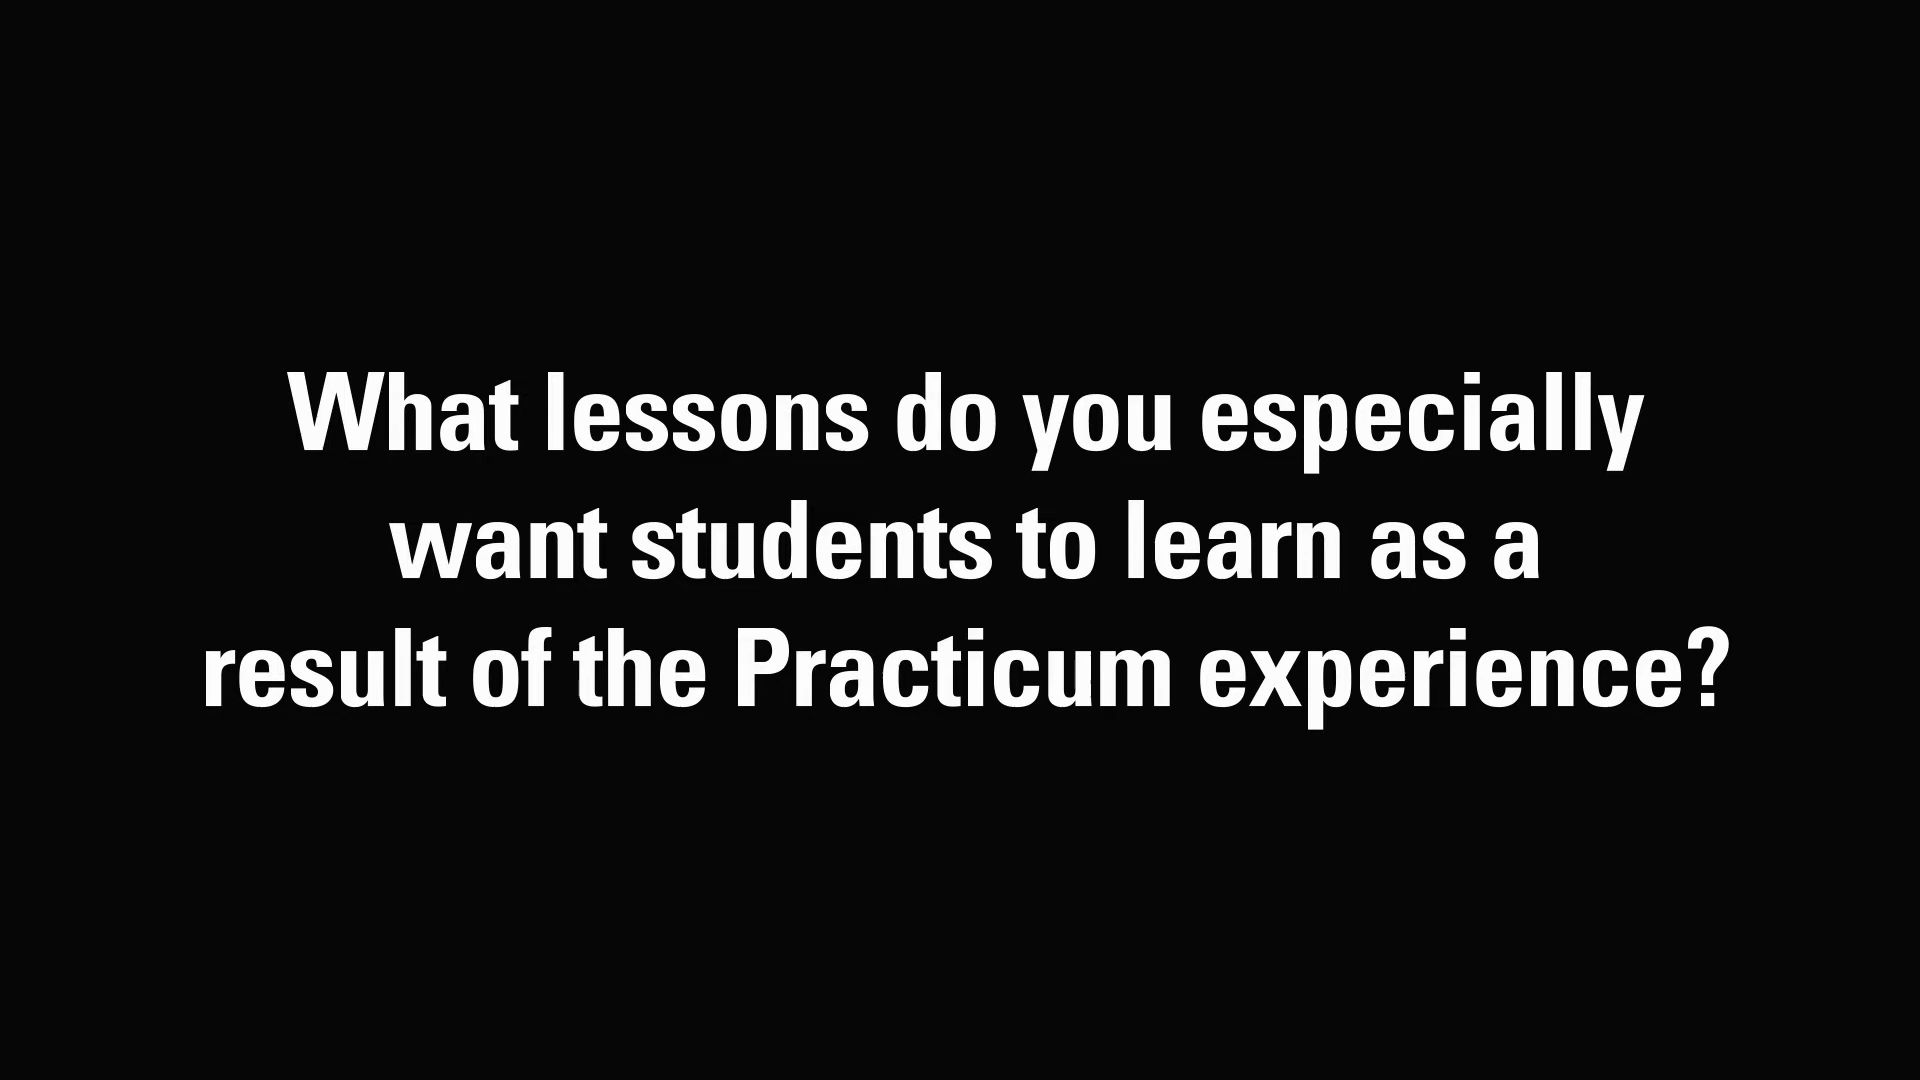 What lessons do you especially
want students to learn as a
result of the Practicum experience?